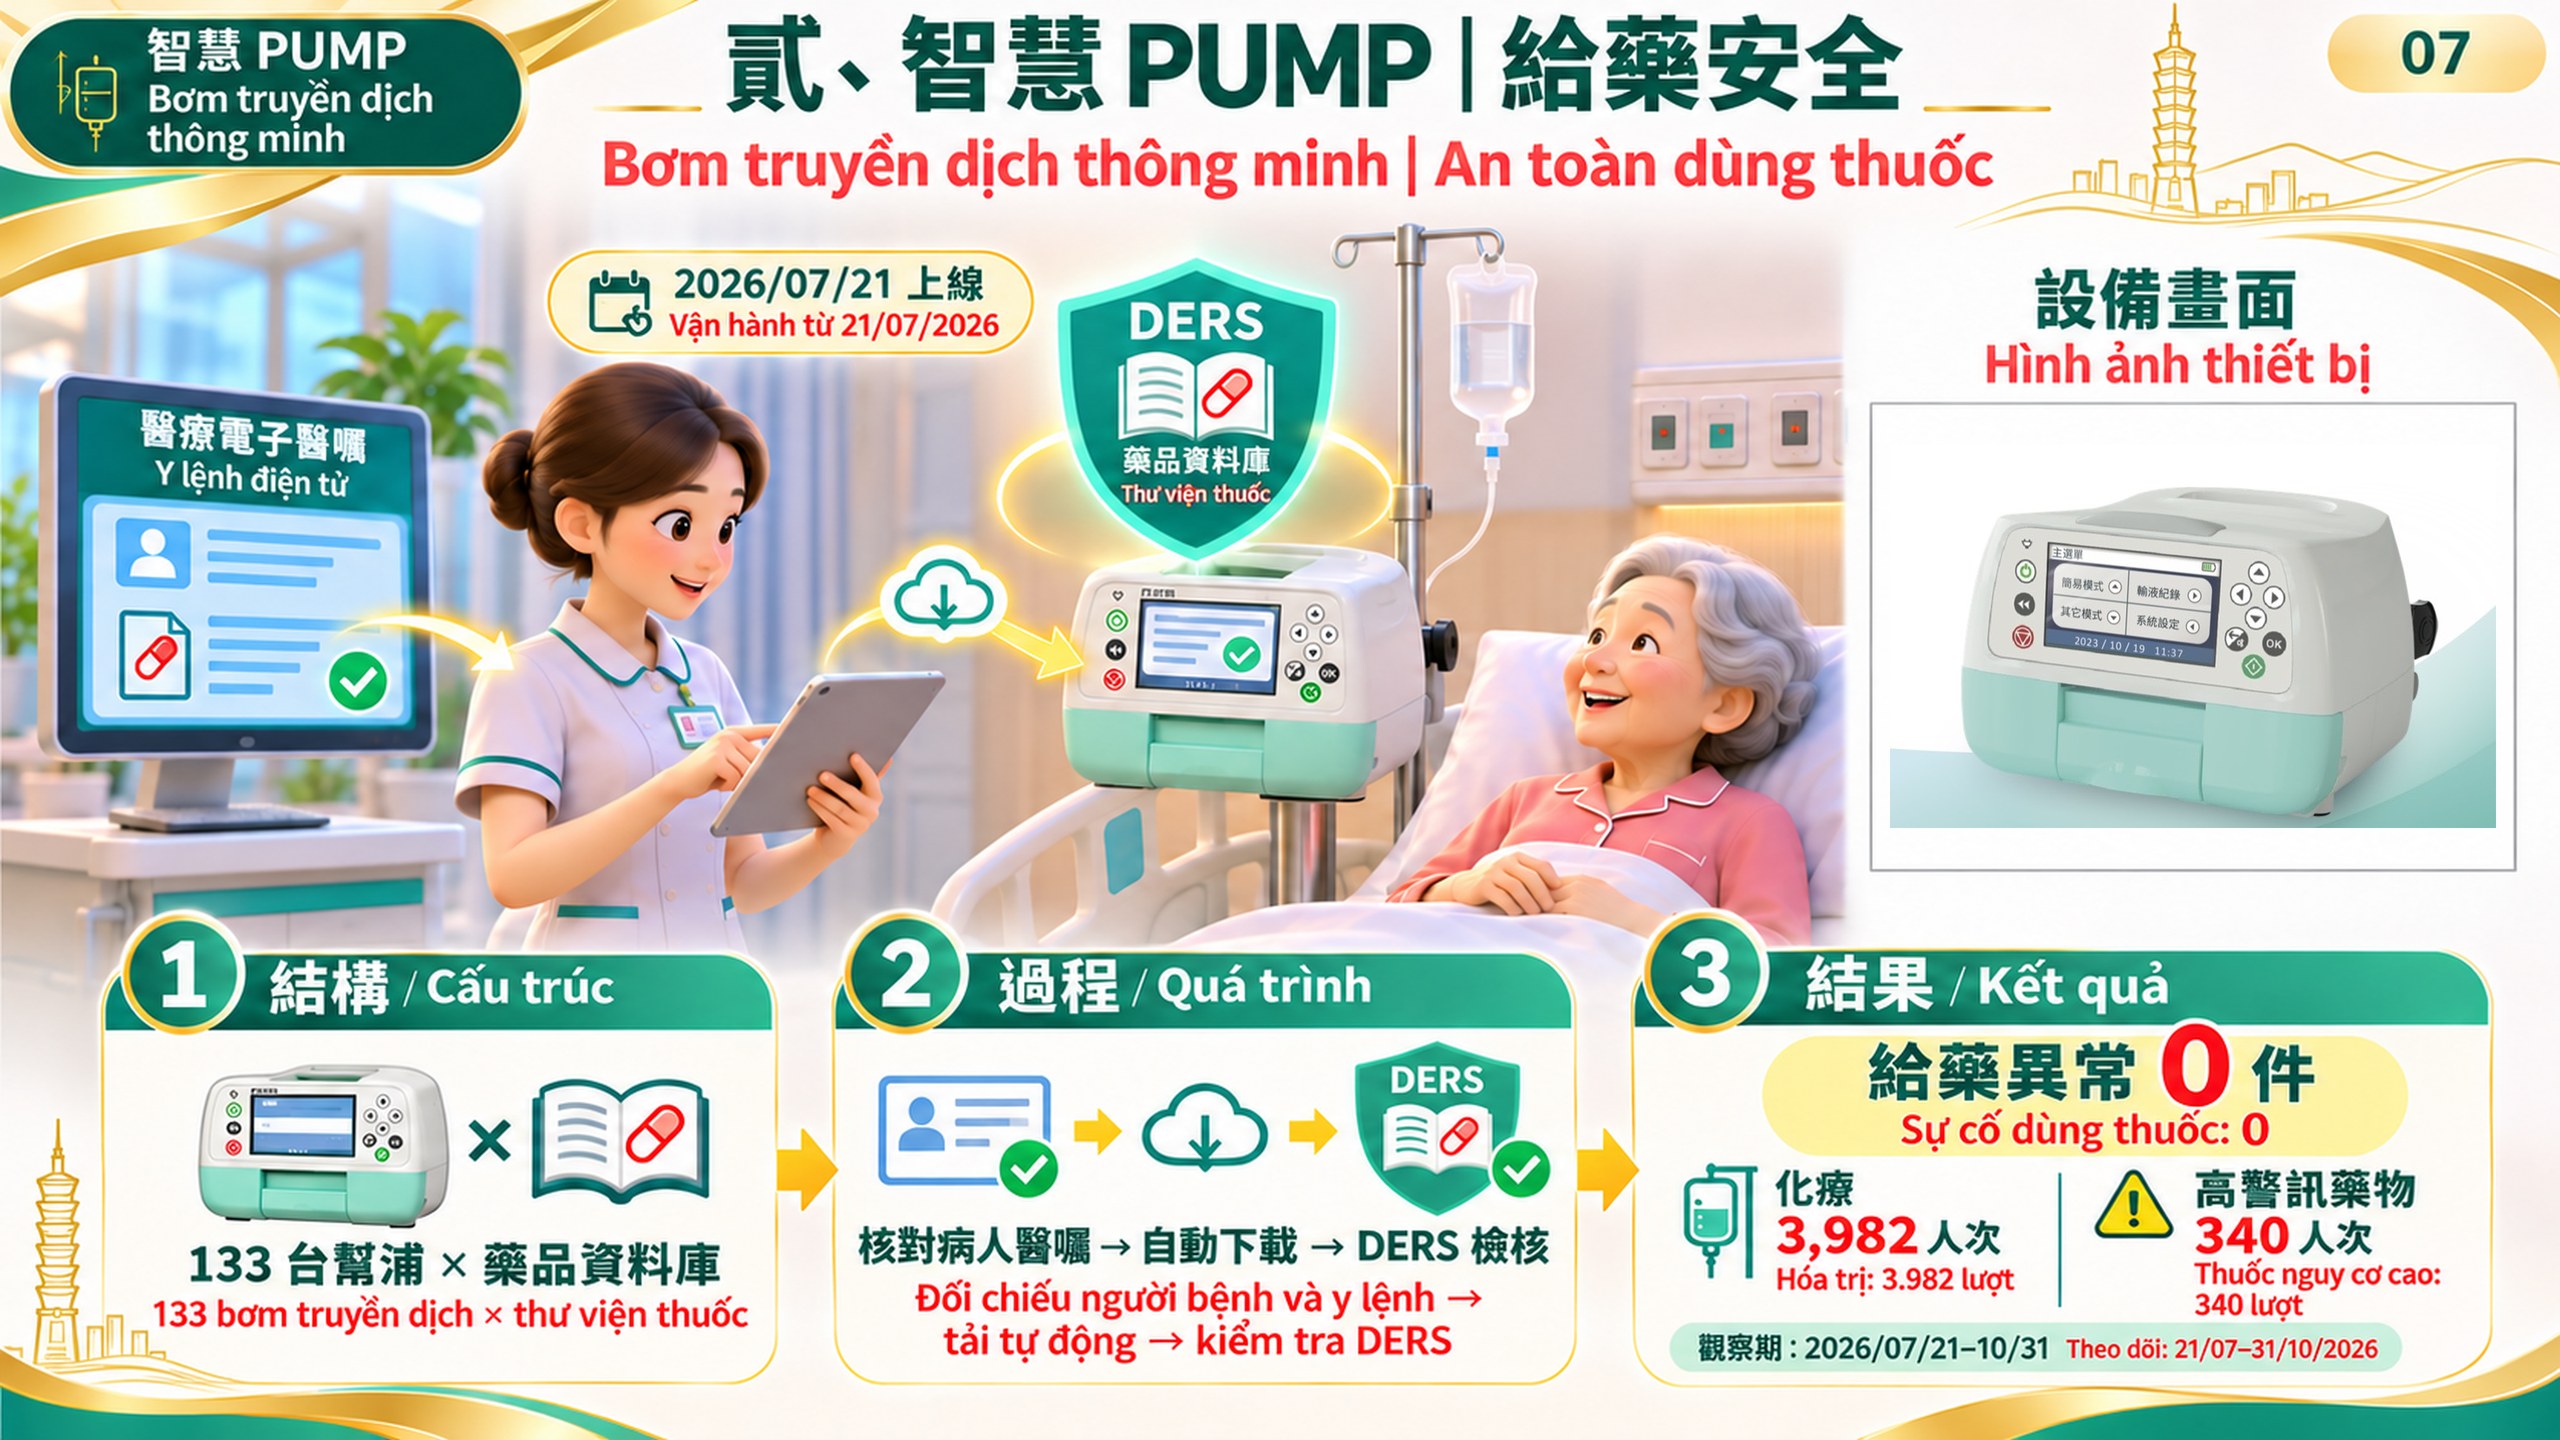 智慧 PUMP
Bơm truyền dịch
thông minh
貳、智慧 PUMP | 給藥安全
Bơm truyền dịch thông minh | An toàn dùng thuốc
07
2026/07/21 上線
Vận hành từ 21/07/2026
DERS
藥品資料庫
Thư viện thuốc
醫療電子醫囑
Y lệnh điện tử
OK
設備畫面
Hình ảnh thiết bị
主選單
簡易模式
輸液紀錄
其它模式
系統設定
2023 / 10 / 19 11:37
OK
1 結構 / Cấu trúc
133 台幫浦 × 藥品資料庫
133 bơm truyền dịch × thư viện thuốc
2 過程 / Quá trình
DERS
核對病人醫囑 → 自動下載 → DERS 檢核
Đối chiếu người bệnh và y lệnh →
tải tự động → kiểm tra DERS
3 結果 / Kết quả
給藥異常 0 件
Sự cố dùng thuốc: 0
化療
3,982 人次
Hóa trị: 3.982 lượt
高警訊藥物
340 人次
Thuốc nguy cơ cao:
340 lượt
觀察期：2026/07/21–10/31 Theo dõi: 21/07–31/10/2026